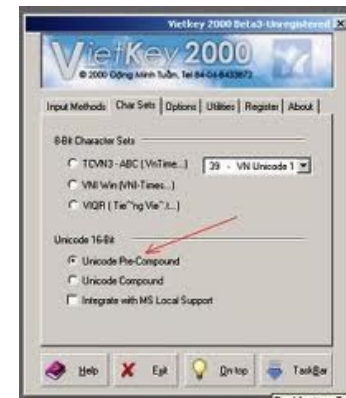 Vietkey 2000 Beta3-Unregistered
VietKey 2000
© 2000 Đặng Minh Tuấn, Tel 84-04-8433872
Input Methods Char Sets Options Utilities Register About
8-Bit Character Sets
TCVN3 - ABC (VnTime...) 39 - VN Unicode 1
VNI Win (VNI-Times...)
VIQR (Tie^'ng Vie^.t...)
Unicode 16-Bit
Unicode Pre-Compound
Unicode Compound
Integrate with MS Local Support
Help Exit On top TaskBar